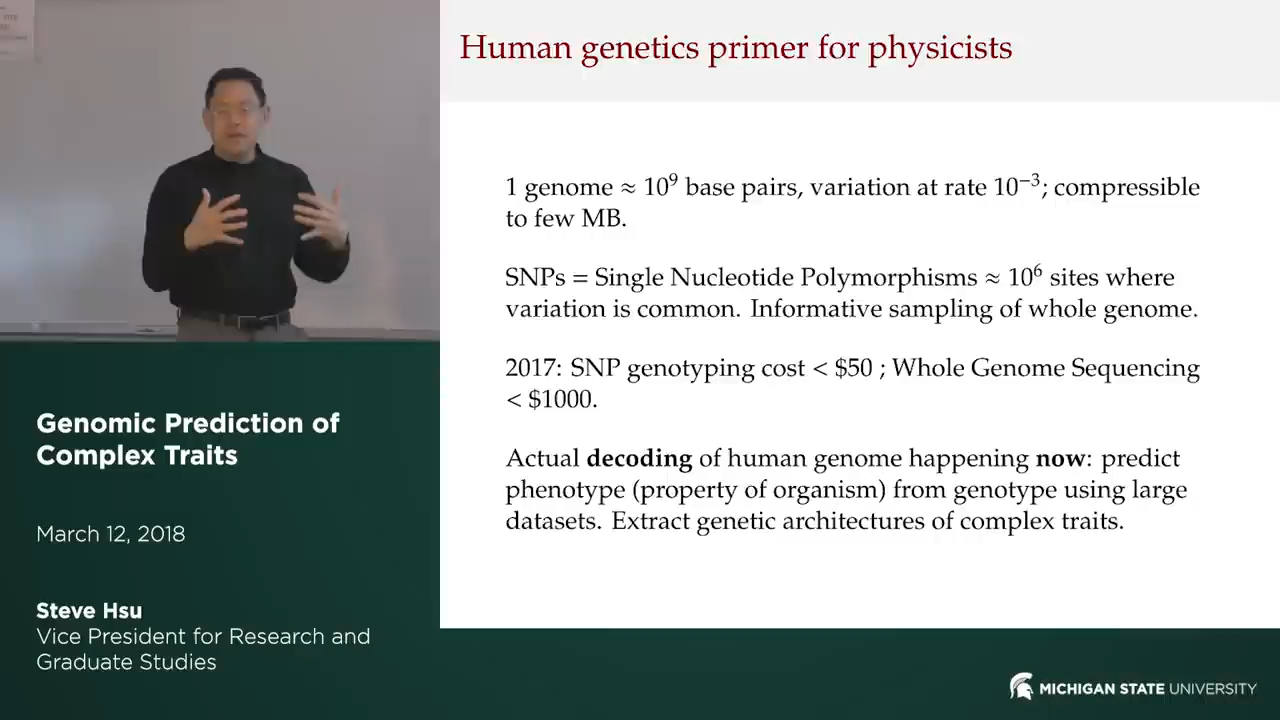 Human genetics primer for physicists
1 genome ≈ 10⁹ base pairs, variation at rate 10⁻³; compressible
to few MB.
SNPs = Single Nucleotide Polymorphisms ≈ 10⁶ sites where
variation is common. Informative sampling of whole genome.
2017: SNP genotyping cost < $50 ; Whole Genome Sequencing
< $1000.
Actual decoding of human genome happening now: predict
phenotype (property of organism) from genotype using large
datasets. Extract genetic architectures of complex traits.
Genomic Prediction of
Complex Traits
March 12, 2018
Steve Hsu
Vice President for Research and
Graduate Studies
MICHIGAN STATE UNIVERSITY